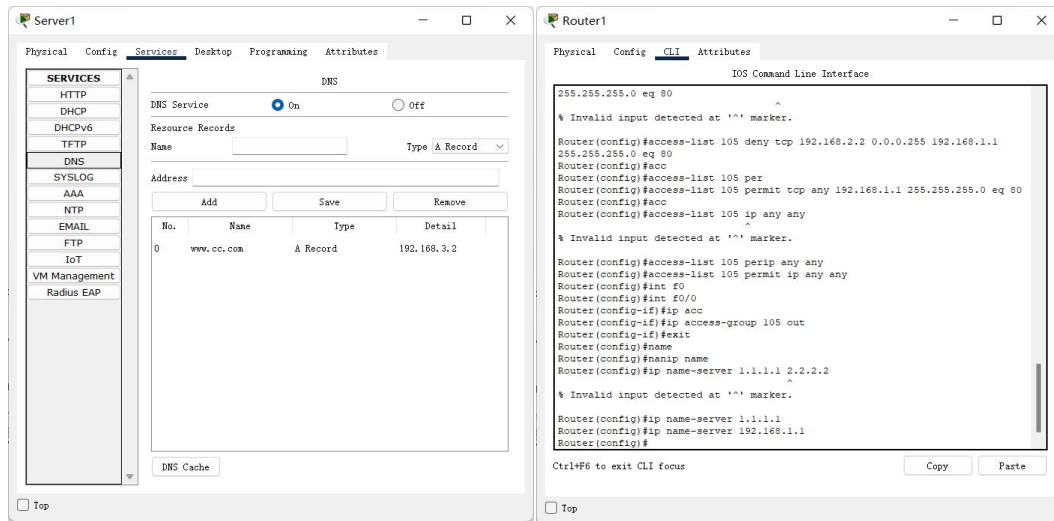 Server1
Physical Config Services Desktop Programming Attributes
SERVICES
HTTP
DHCP
DHCPv6
TFTP
DNS
SYSLOG
AAA
NTP
EMAIL
FTP
IoT
VM Management
Radius EAP
DNS
DNS Service On Off
Resource Records
Name Type A Record
Address
Add Save Remove
No. Name Type Detail
0 www.cc.com A Record 192.168.3.2
DNS Cache
Top
Router1
Physical Config CLI Attributes
IOS Command Line Interface
255.255.255.0 eq 80
^
% Invalid input detected at '^' marker.
Router(config)#access-list 105 deny tcp 192.168.2.2 0.0.0.255 192.168.1.1
255.255.255.0 eq 80
Router(config)#acc
Router(config)#access-list 105 per
Router(config)#access-list 105 permit tcp any 192.168.1.1 255.255.255.0 eq 80
Router(config)#acc
Router(config)#access-list 105 ip any any
^
% Invalid input detected at '^' marker.
Router(config)#access-list 105 perip any any
Router(config)#access-list 105 permit ip any any
Router(config)#int f0
Router(config)#int f0/0
Router(config-if)#ip acc
Router(config-if)#ip access-group 105 out
Router(config-if)#exit
Router(config)#name
Router(config)#nanip name
Router(config)#ip name-server 1.1.1.1 2.2.2.2
^
% Invalid input detected at '^' marker.
Router(config)#ip name-server 1.1.1.1
Router(config)#ip name-server 192.168.1.1
Router(config)#
Ctrl+F6 to exit CLI focus
Copy Paste
Top